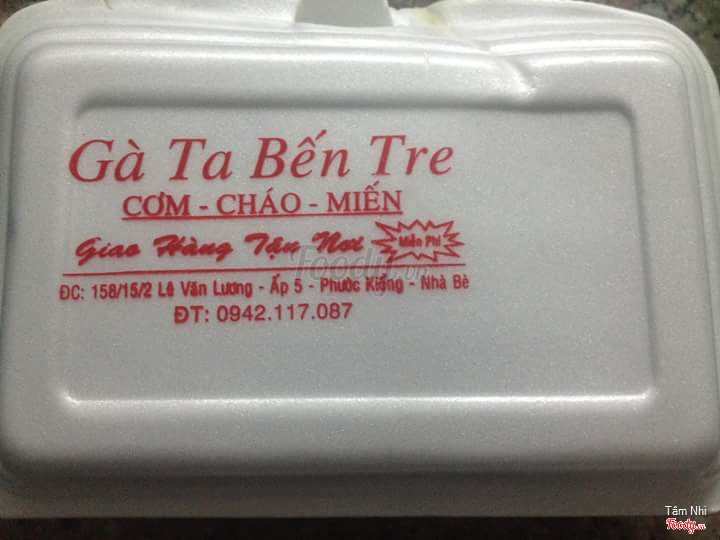 Gà Ta Bến Tre
CƠM - CHÁO - MIẾN
Giao Hàng Tận Nơi Miễn Phí
ĐC: 158/15/2 Lê Văn Lương - Ấp 5 - Phước Kiểng - Nhà Bè
ĐT: 0942.117.087
Foody.vn
Tâm Nhi
Foody.vn